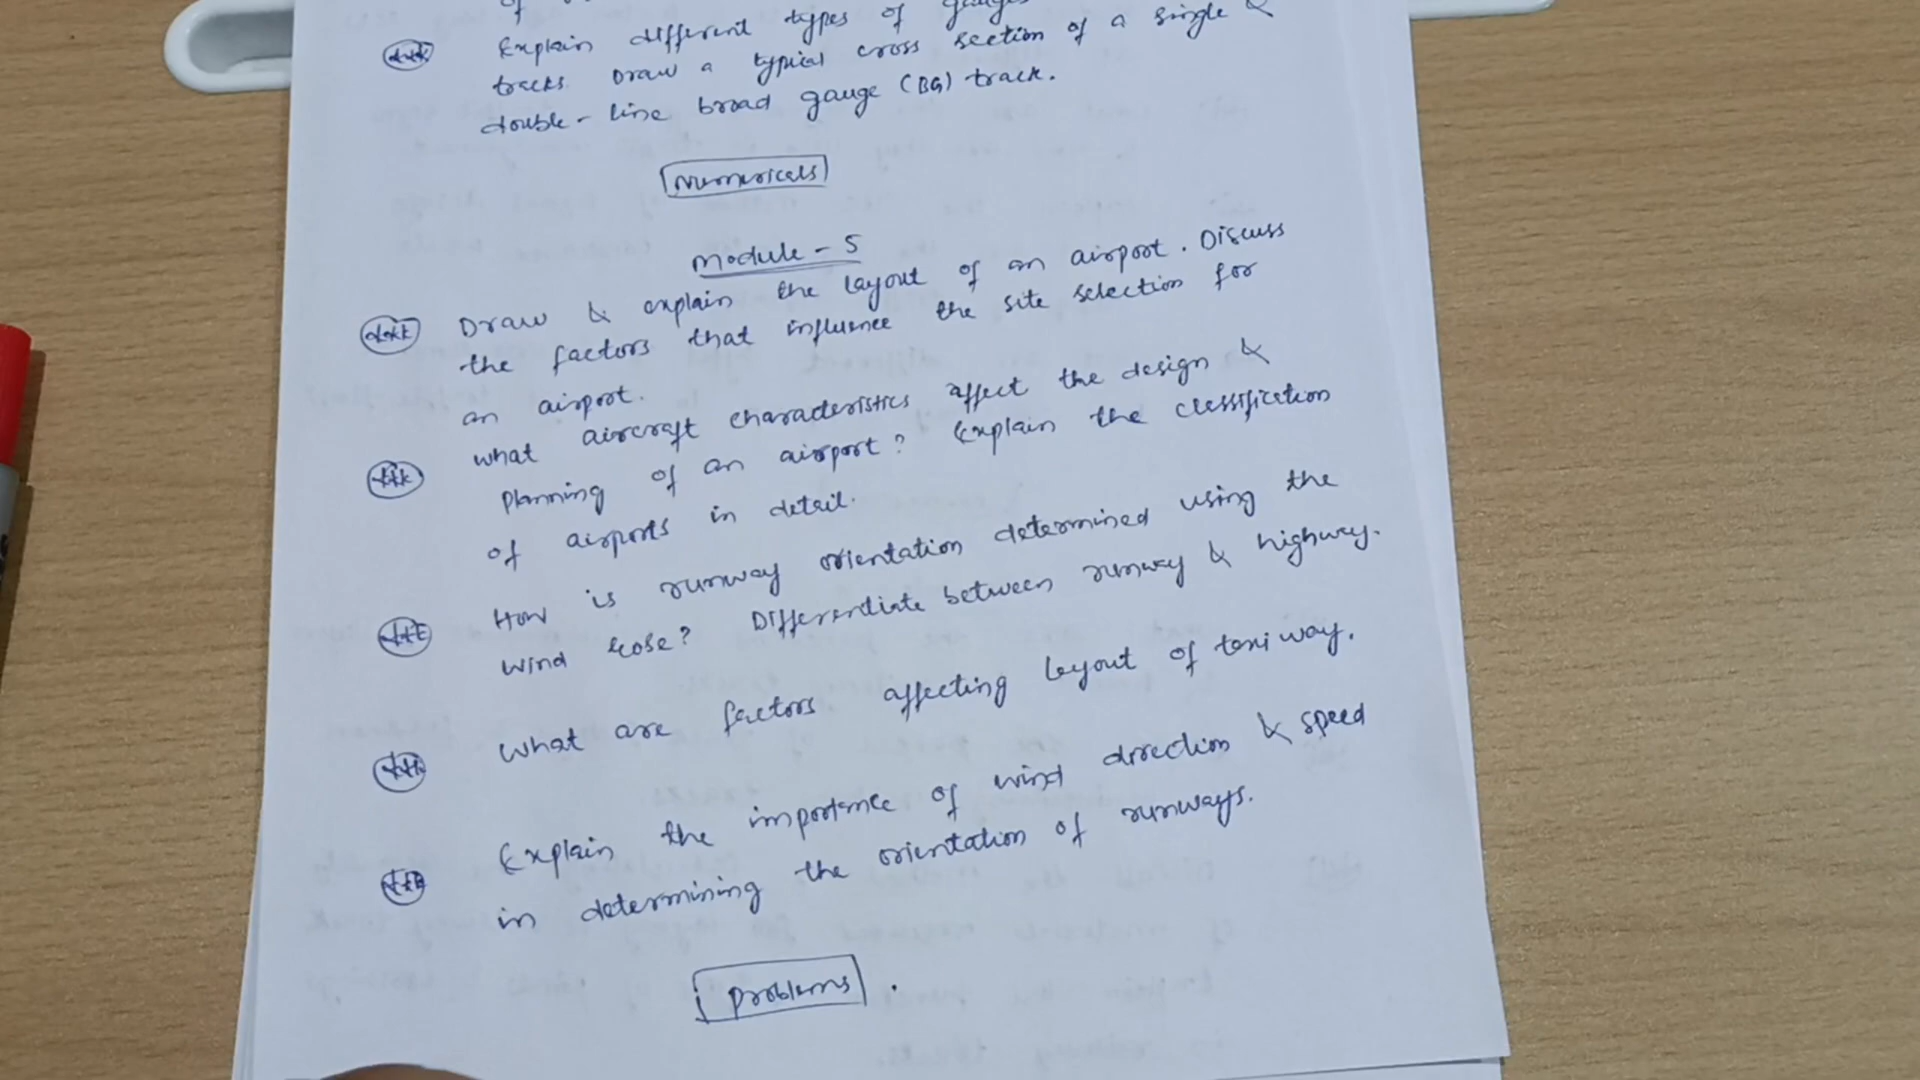 of
Explain different types of gauges
tracks. Draw a typical cross section of a single &
double - line broad gauge (BG) track.
Numericals
Module - 5
Draw & explain the layout of an airport. Discuss
the factors that influence the site selection for
an airport.
What aircraft characteristics affect the design &
Planning of an airport? Explain the classification
of airports in detail.
How is runway orientation determined using the
wind rose? Differentiate between runway & highway.
What are factors affecting layout of taxi way.
Explain the importance of wind direction & speed
in determining the orientation of runways.
Problems.